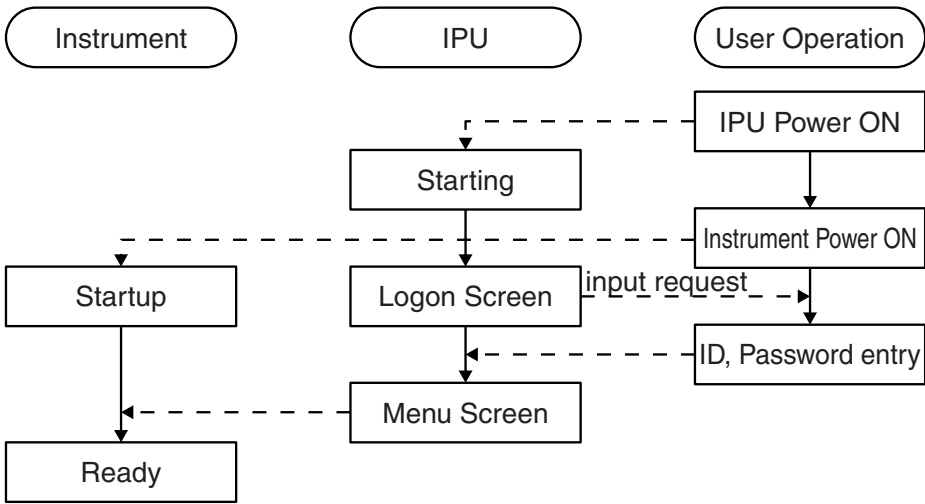 Instrument
IPU
User Operation
IPU Power ON
Starting
Instrument Power ON
Startup
Logon Screen
input request
ID, Password entry
Menu Screen
Ready